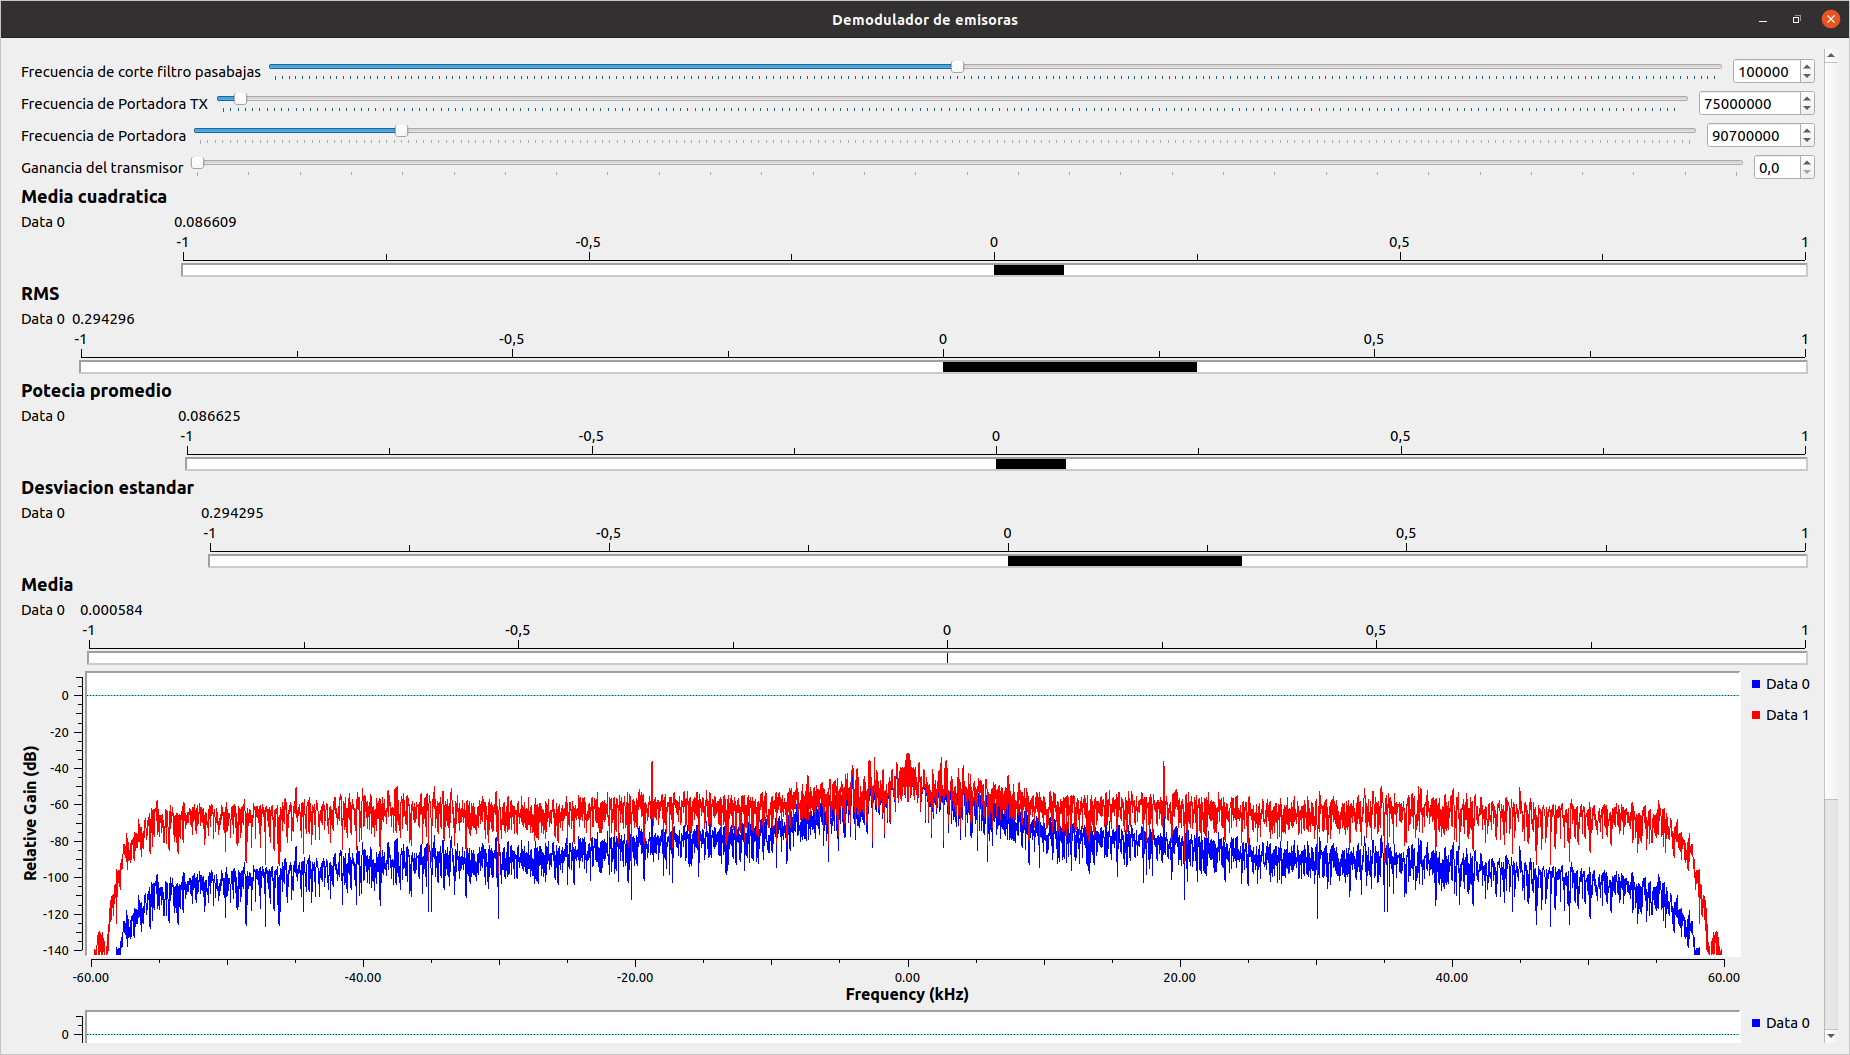 Demodulador de emisoras
Frecuencia de corte filtro pasabajas 100000
Frecuencia de Portadora TX 75000000
Frecuencia de Portadora 90700000
Ganancia del transmisor 0,0
Media cuadratica
Data 0 0.086609
-1 -0,5 0 0,5 1
RMS
Data 0 0.294296
-1 -0,5 0 0,5 1
Potecia promedio
Data 0 0.086625
-1 -0,5 0 0,5 1
Desviacion estandar
Data 0 0.294295
-1 -0,5 0 0,5 1
Media
Data 0 0.000584
-1 -0,5 0 0,5 1
Relative Gain (dB)
0
-20
-40
-60
-80
-100
-120
-140
Data 0
Data 1
-60.00 -40.00 -20.00 0.00 20.00 40.00 60.00
Frequency (kHz)
0
Data 0